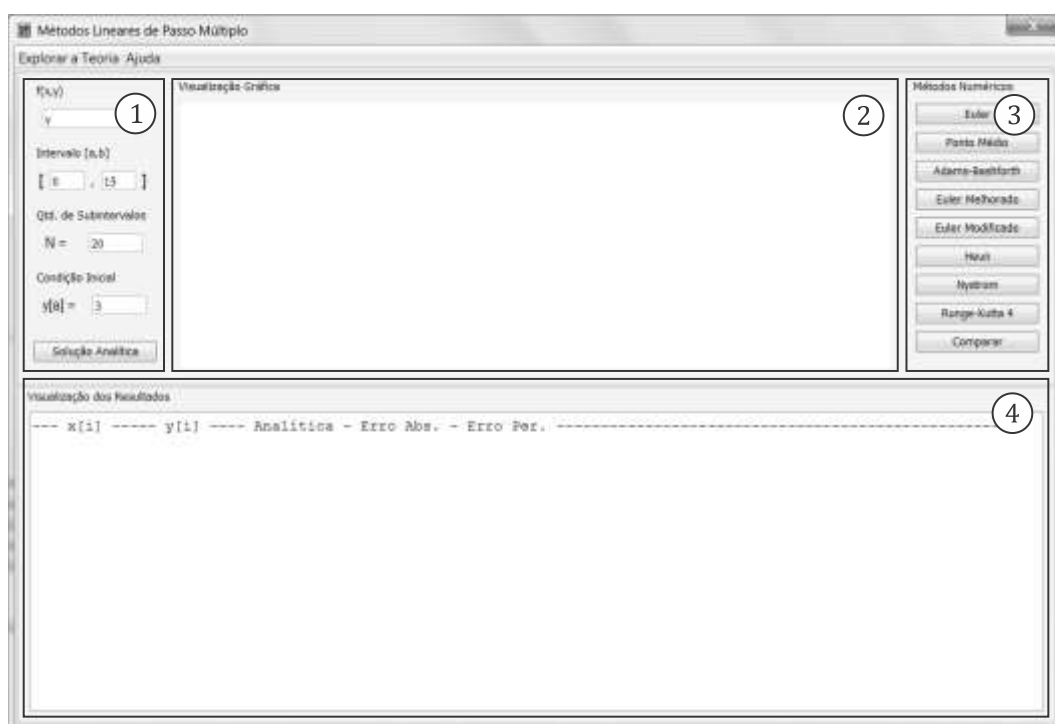 Métodos Lineares de Passo Múltiplo
Explorar a Teoria Ajuda
f(x,y)
1
y
Intervalo [a,b]
[ 0 , 15 ]
Qtd. de Subintervalos
N = 20
Condição Inicial
y[a] = 3
Solução Analítica
Visualização Gráfica
2
Métodos Numéricos
3
Euler
Ponto Médio
Adams-Bashforth
Euler Melhorado
Euler Modificado
Heun
Nystrom
Runge-Kutta 4
Comparar
Visualização dos Resultados
4
--- x[i] ----- y[i] ---- Analítica - Erro Abs. - Erro Per. --------------------------------------------------